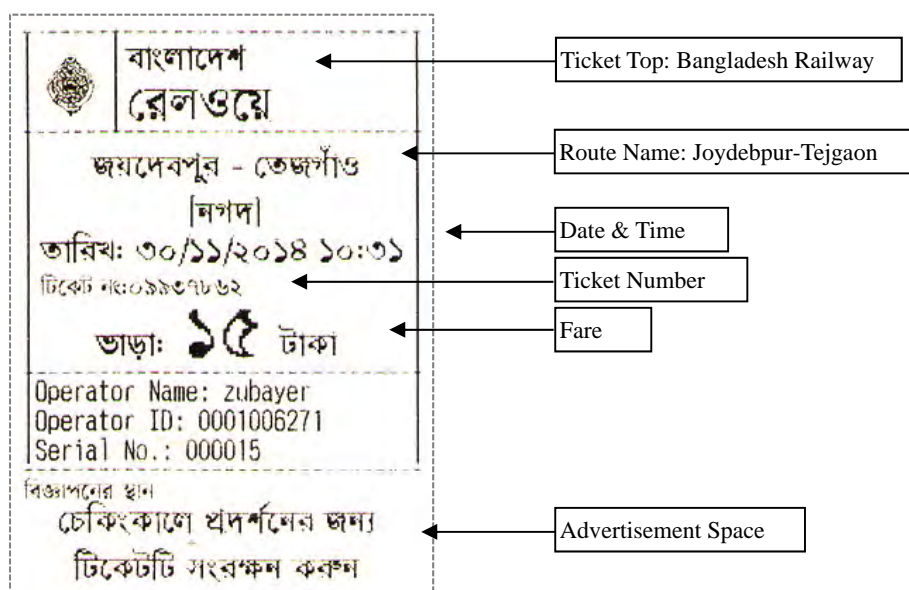 বাংলাদেশ
রেলওয়ে
Ticket Top: Bangladesh Railway
জয়দেবপুর - তেজগাঁও
Route Name: Joydebpur-Tejgaon
[নগদ]
তারিখঃ ৩০/১১/২০১৪ ১০:৩১
Date & Time
টিকেট নং:০৯৯৩৭৮৬২
Ticket Number
ভাড়াঃ ১৫ টাকা
Fare
Operator Name: zubayer
Operator ID: 0001006271
Serial No.: 000015
বিজ্ঞাপনের স্থান
চেকিংকালে প্রদর্শনের জন্য
Advertisement Space
টিকেটটি সংরক্ষন করুন